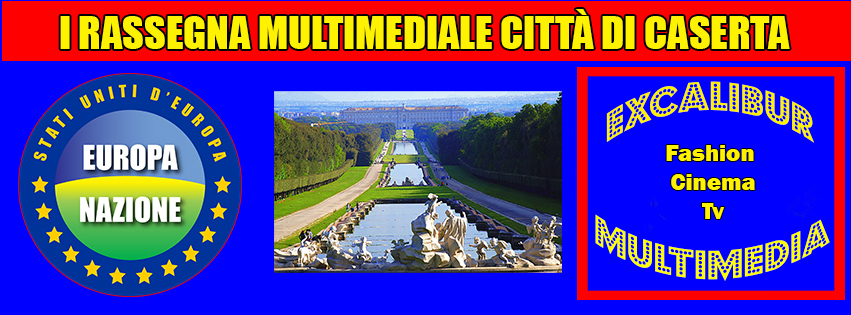 I RASSEGNA MULTIMEDIALE CITTÀ DI CASERTA
STATI UNITI D'EUROPA
EUROPA
NAZIONE
EXCALIBUR
Fashion
Cinema
Tv
MULTIMEDIA